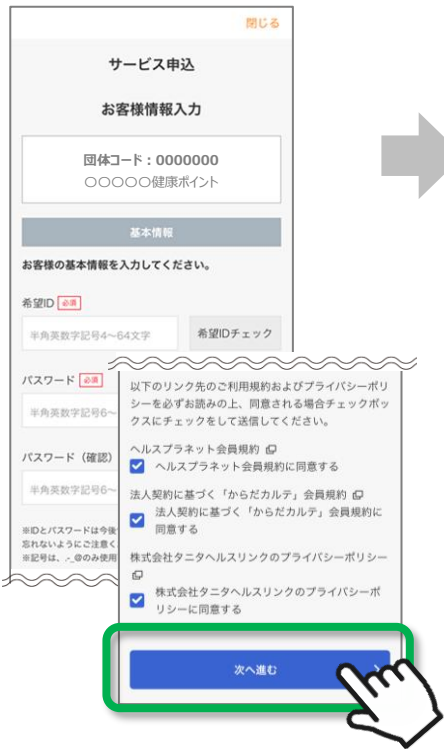 閉じる
サービス申込
お客様情報入力
団体コード：0000000
〇〇〇〇〇健康ポイント
基本情報
お客様の基本情報を入力してください。
希望ID 必須
半角英数字記号4～64文字
希望IDチェック
パスワード 必須
半角英数字記号6～
パスワード（確認）
半角英数字記号6～
※IDとパスワードは今後
忘れないようにご注意く
※記号は、.-_@のみ使用
以下のリンク先のご利用規約およびプライバシーポリ
シーを必ずお読みの上、同意される場合チェックボッ
クスにチェックをして送信してください。
ヘルスプラネット会員規約
ヘルスプラネット会員規約に同意する
法人契約に基づく「からだカルテ」会員規約
法人契約に基づく「からだカルテ」会員規約に
同意する
株式会社タニタヘルスリンクのプライバシーポリシー
株式会社タニタヘルスリンクのプライバシーポ
リシーに同意する
次へ進む